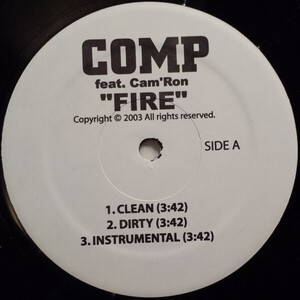 COMP
feat. Cam'Ron
"FIRE"
Copyright © 2003 All rights reserved.
SIDE A
1. CLEAN (3:42)
2. DIRTY (3:42)
3. INSTRUMENTAL (3:42)